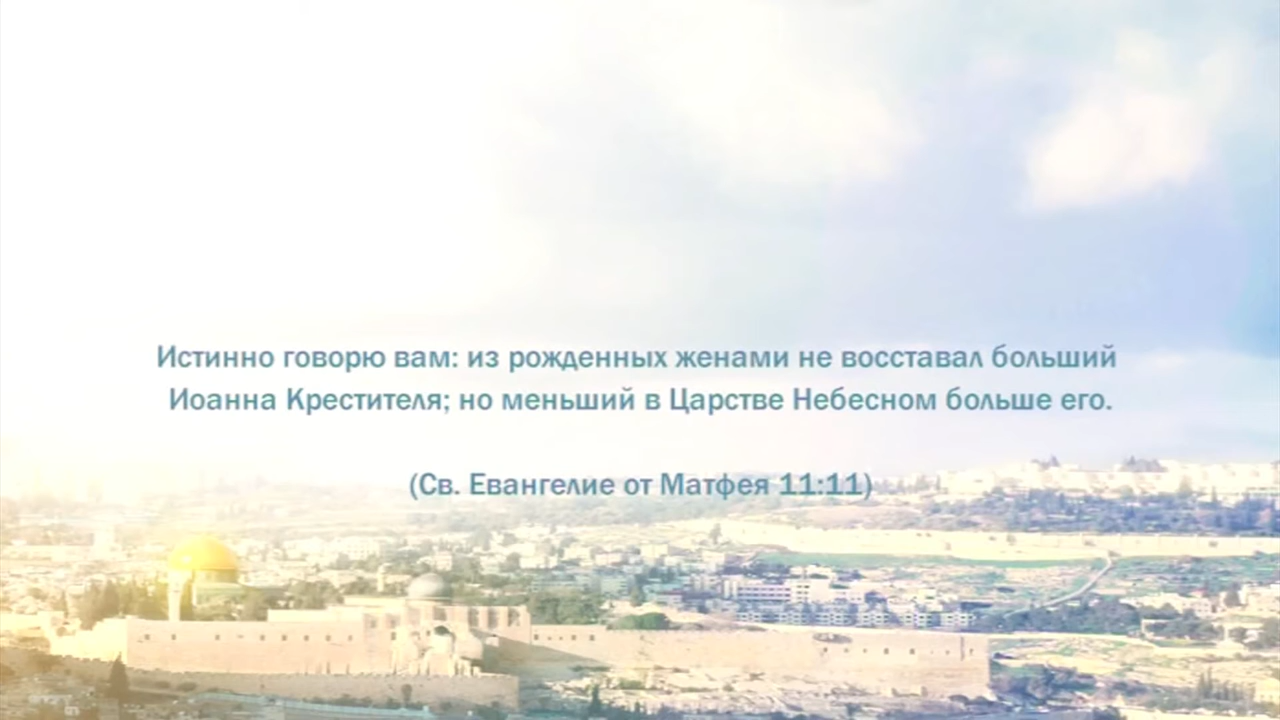 Истинно говорю вам: из рожденных женами не восставал больший
Иоанна Крестителя; но меньший в Царстве Небесном больше его.
(Св. Евангелие от Матфея 11:11)